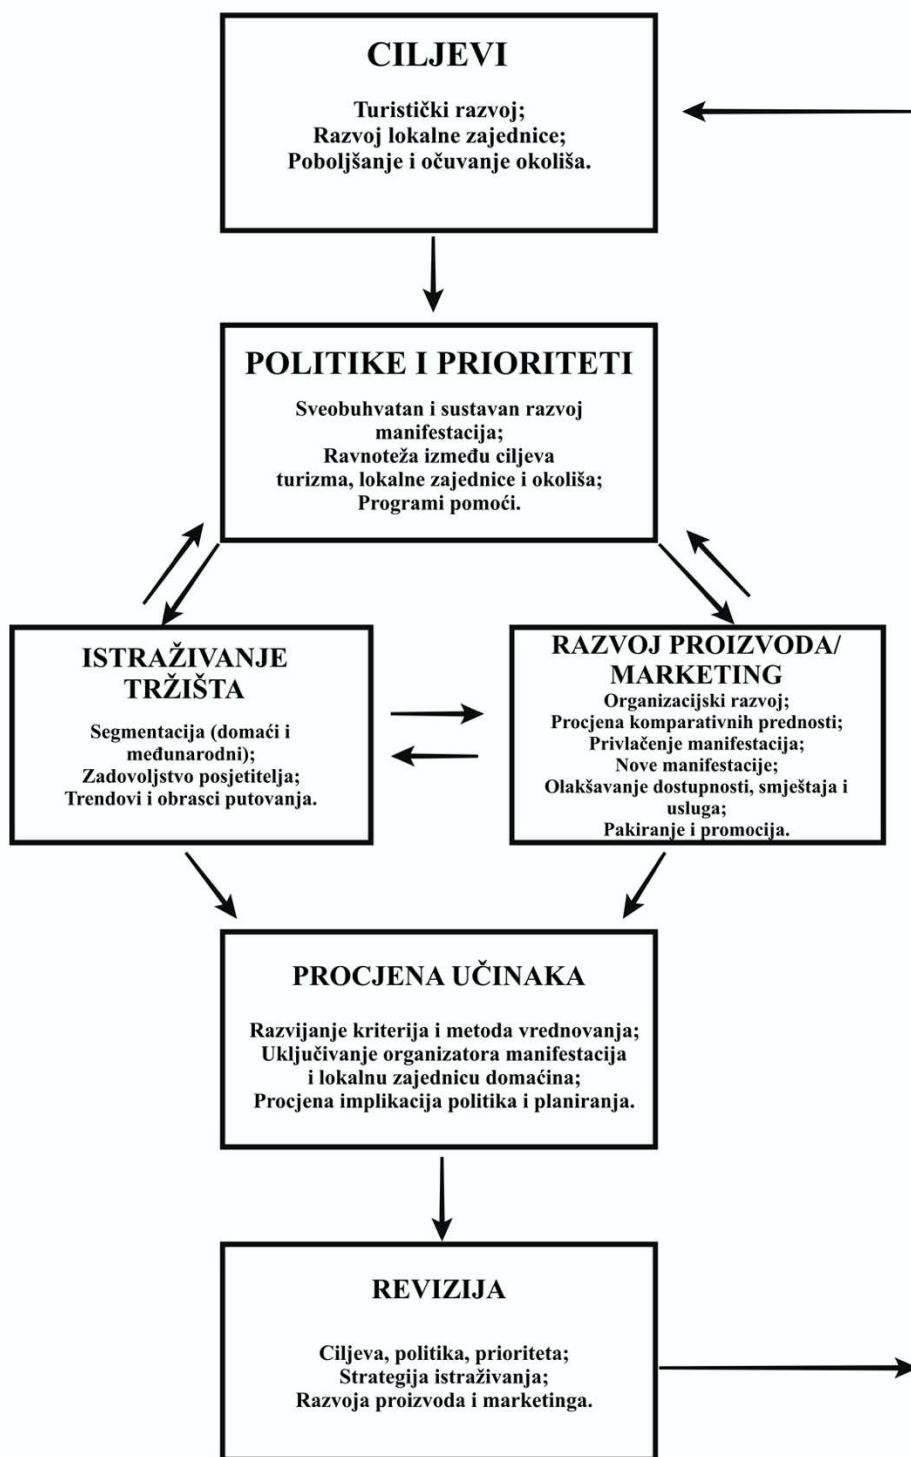 CILJEVI
Turistički razvoj;
Razvoj lokalne zajednice;
Poboljšanje i očuvanje okoliša.
POLITIKE I PRIORITETI
Sveobuhvatan i sustavan razvoj
manifestacija;
Ravnoteža između ciljeva
turizma, lokalne zajednice i okoliša;
Programi pomoći.
ISTRAŽIVANJE
TRŽIŠTA
Segmentacija (domaći i
međunarodni);
Zadovoljstvo posjetitelja;
Trendovi i obrasci putovanja.
RAZVOJ PROIZVODA/
MARKETING
Organizacijski razvoj;
Procjena komparativnih prednosti;
Privlačenje manifestacija;
Nove manifestacije;
Olakšavanje dostupnosti, smještaja i
usluga;
Pakiranje i promocija.
PROCJENA UČINAKA
Razvijanje kriterija i metoda vrednovanja;
Uključivanje organizatora manifestacija
i lokalnu zajednicu domaćina;
Procjena implikacija politika i planiranja.
REVIZIJA
Ciljeva, politika, prioriteta;
Strategija istraživanja;
Razvoja proizvoda i marketinga.